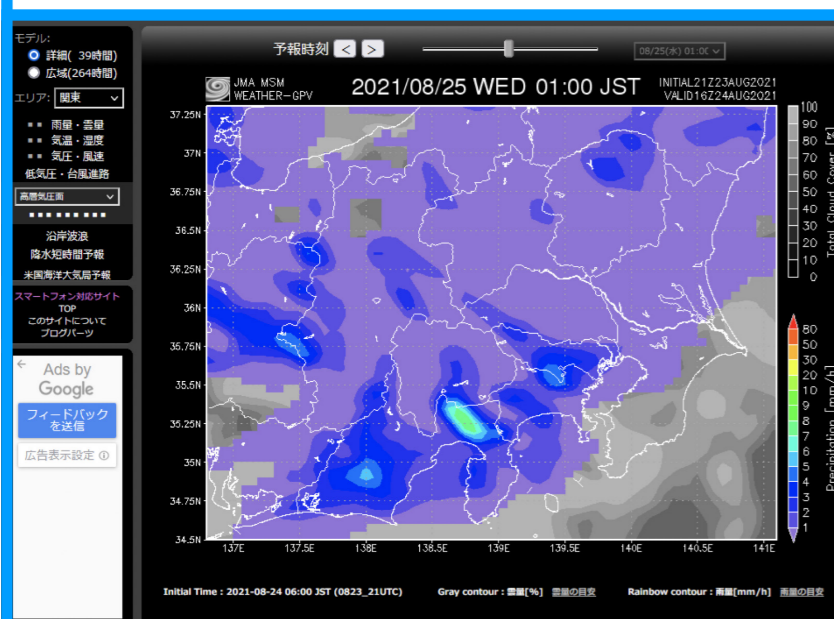 モデル:
詳細( 39時間)
広域(264時間)
エリア: 関東
雨量・雲量
気温・湿度
気圧・風速
低気圧・台風進路
高層気圧面
沿岸波浪
降水短時間予報
米国海洋大気局予報
スマートフォン対応サイト
TOP
このサイトについて
ブログパーツ
Ads by
Google
フィードバック
を送信
広告表示設定
予報時刻 < >
08/25(水) 01:00
JMA MSM
WEATHER-GPV
2021/08/25 WED 01:00 JST
INITIAL21Z23AUG2021
VALID16Z24AUG2021
37.25N
37N
36.75N
36.5N
36.25N
36N
35.75N
35.5N
35.25N
35N
34.75N
34.5N
137E 137.5E 138E 138.5E 139E 139.5E 140E 140.5E 141E
100
90
80
70
60
50
40
30
20
10
0
Total Cloud Cover [%]
80
50
30
20
10
9
8
7
6
5
4
3
2
1
Precipitation [mm/h]
Initial Time : 2021-08-24 06:00 JST (0823_21UTC) Gray contour : 雲量[%] 雲量の目安 Rainbow contour : 雨量[mm/h] 雨量の目安